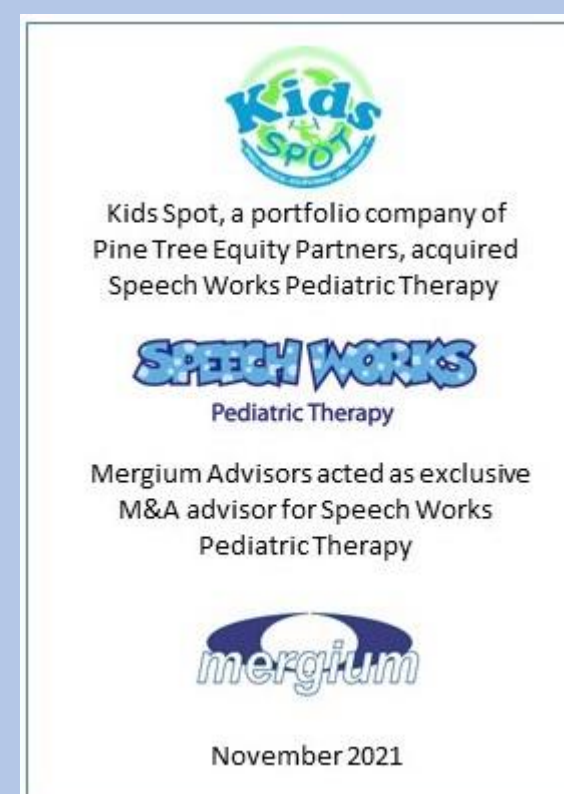 Kids
SPOT
Kids Spot, a portfolio company of
Pine Tree Equity Partners, acquired
Speech Works Pediatric Therapy
SPEECH WORKS
Pediatric Therapy
Mergium Advisors acted as exclusive
M&A advisor for Speech Works
Pediatric Therapy
mergium
November 2021